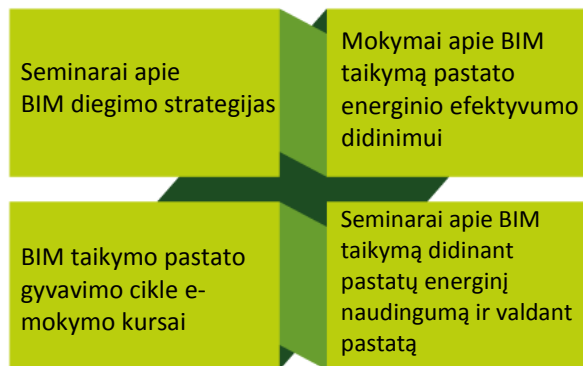 Seminarai apie
BIM diegimo strategijas
Mokymai apie BIM
taikymą pastato
energinio efektyvumo
didinimui
BIM taikymo pastato
gyvavimo cikle e-
mokymo kursai
Seminarai apie BIM
taikymą didinant
pastatų energinį
naudingumą ir valdant
pastatą